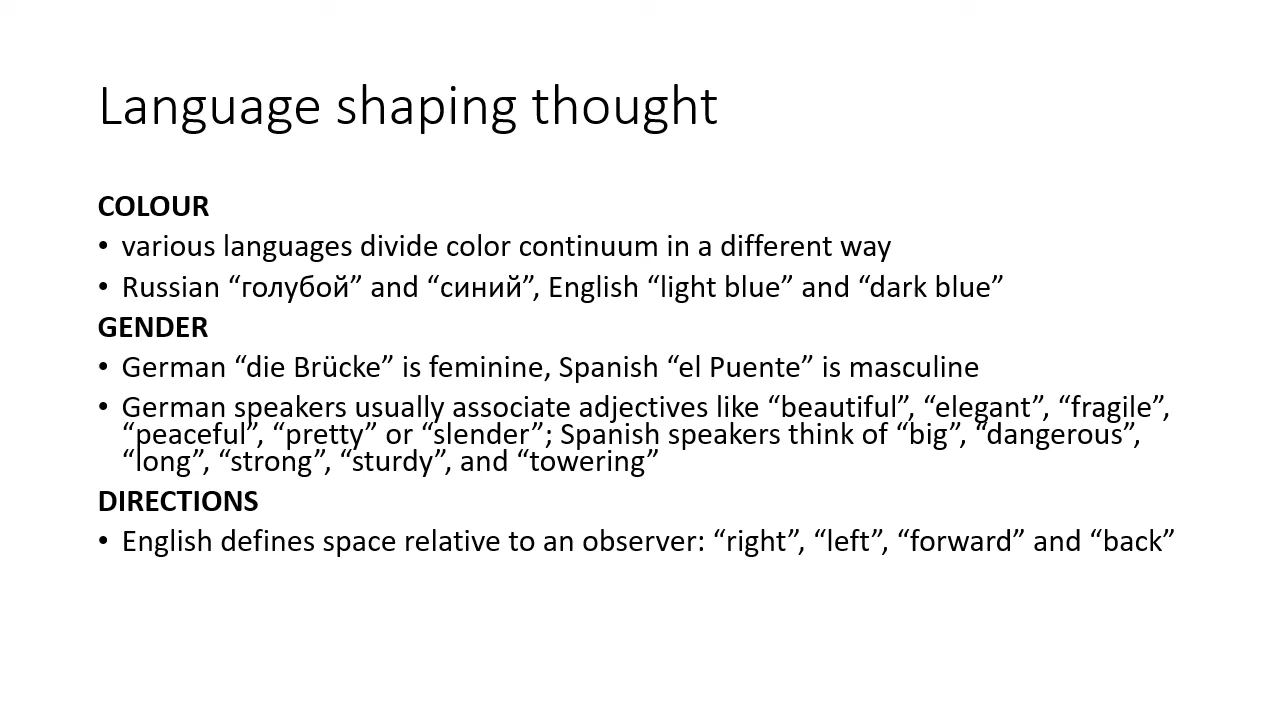 Language shaping thought
COLOUR
• various languages divide color continuum in a different way
• Russian “голубой” and “синий”, English “light blue” and “dark blue”
GENDER
• German “die Brücke” is feminine, Spanish “el Puente” is masculine
• German speakers usually associate adjectives like “beautiful”, “elegant”, “fragile”,
“peaceful”, “pretty” or “slender”; Spanish speakers think of “big”, “dangerous”,
“long”, “strong”, “sturdy”, and “towering”
DIRECTIONS
• English defines space relative to an observer: “right”, “left”, “forward” and “back”